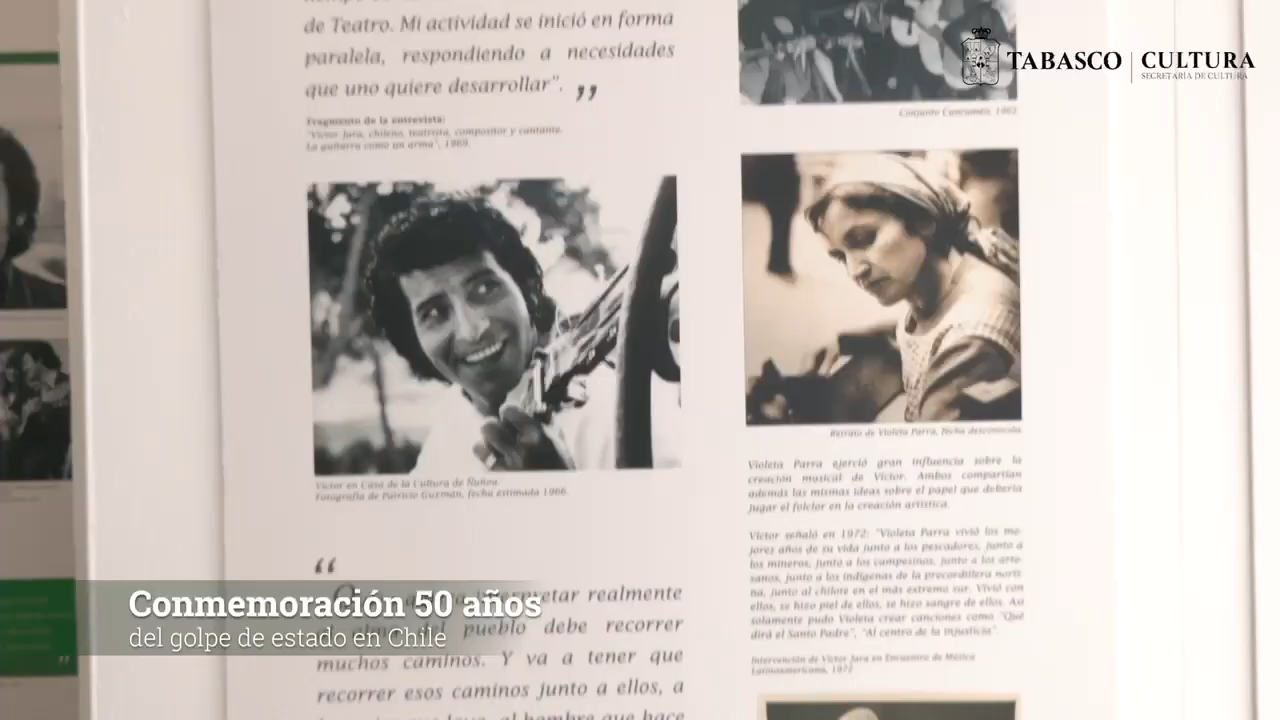 de Teatro. Mi actividad se inició en forma
paralela, respondiendo a necesidades
que uno quiere desarrollar”.
Fragmento de la entrevista:
"Víctor Jara, chileno, teatrista, compositor y cantante.
La guitarra como un arma", 1969.
Víctor en Casa de la Cultura de Ñuñoa.
Fotografía de Patricio Guzmán, fecha estimada 1966.
“
interpretar realmente
del pueblo debe recorrer
muchos caminos. Y va a tener que
recorrer esos caminos junto a ellos, a
al hombre que hace
TABASCO | CULTURA
SECRETARÍA DE CULTURA
Conjunto Cuncumén, 1962.
Retrato de Violeta Parra, fecha desconocida.
Violeta Parra ejerció gran influencia sobre la
creación musical de Víctor. Ambos compartían
además las mismas ideas sobre el papel que debería
jugar el folclor en la creación artística.
Víctor señaló en 1972: "Violeta Parra vivió los me-
jores años de su vida junto a los pescadores, junto a
los mineros, junto a los campesinos, junto a los arte-
sanos, junto a los indígenas de la precordillera norti-
na, junto al chilote en el más extremo sur. Vivió con
ellos, se hizo piel de ellos, se hizo sangre de ellos. Así
solamente pudo Violeta crear canciones como "Qué
dirá el Santo Padre", "Al centro de la injusticia".
Intervención de Víctor Jara en Encuentro de Música
Latinoamericana, 1972
Conmemoración 50 años
del golpe de estado en Chile